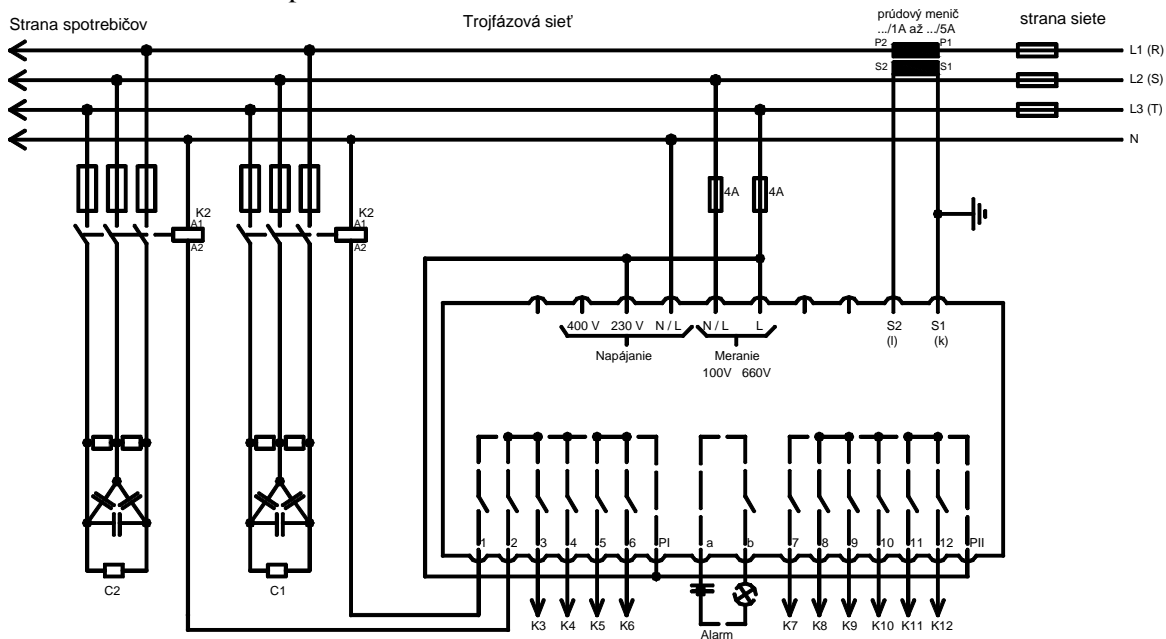 Strana spotrebičov
Trojfázová sieť
prúdový menič
.../1A až .../5A
strana siete
P2
P1
L1 (R)
S2
S1
L2 (S)
L3 (T)
N
4A
4A
K2
A1
A2
K2
A1
A2
400 V
230 V
N / L
N / L
L
S2
(l)
S1
(k)
Napájanie
Meranie
100V 660V
1
2
3
4
5
6
PI
a
b
7
8
9
10
11
12
PII
C2
C1
K3
K4
K5
K6
Alarm
K7
K8
K9
K10
K11
K12